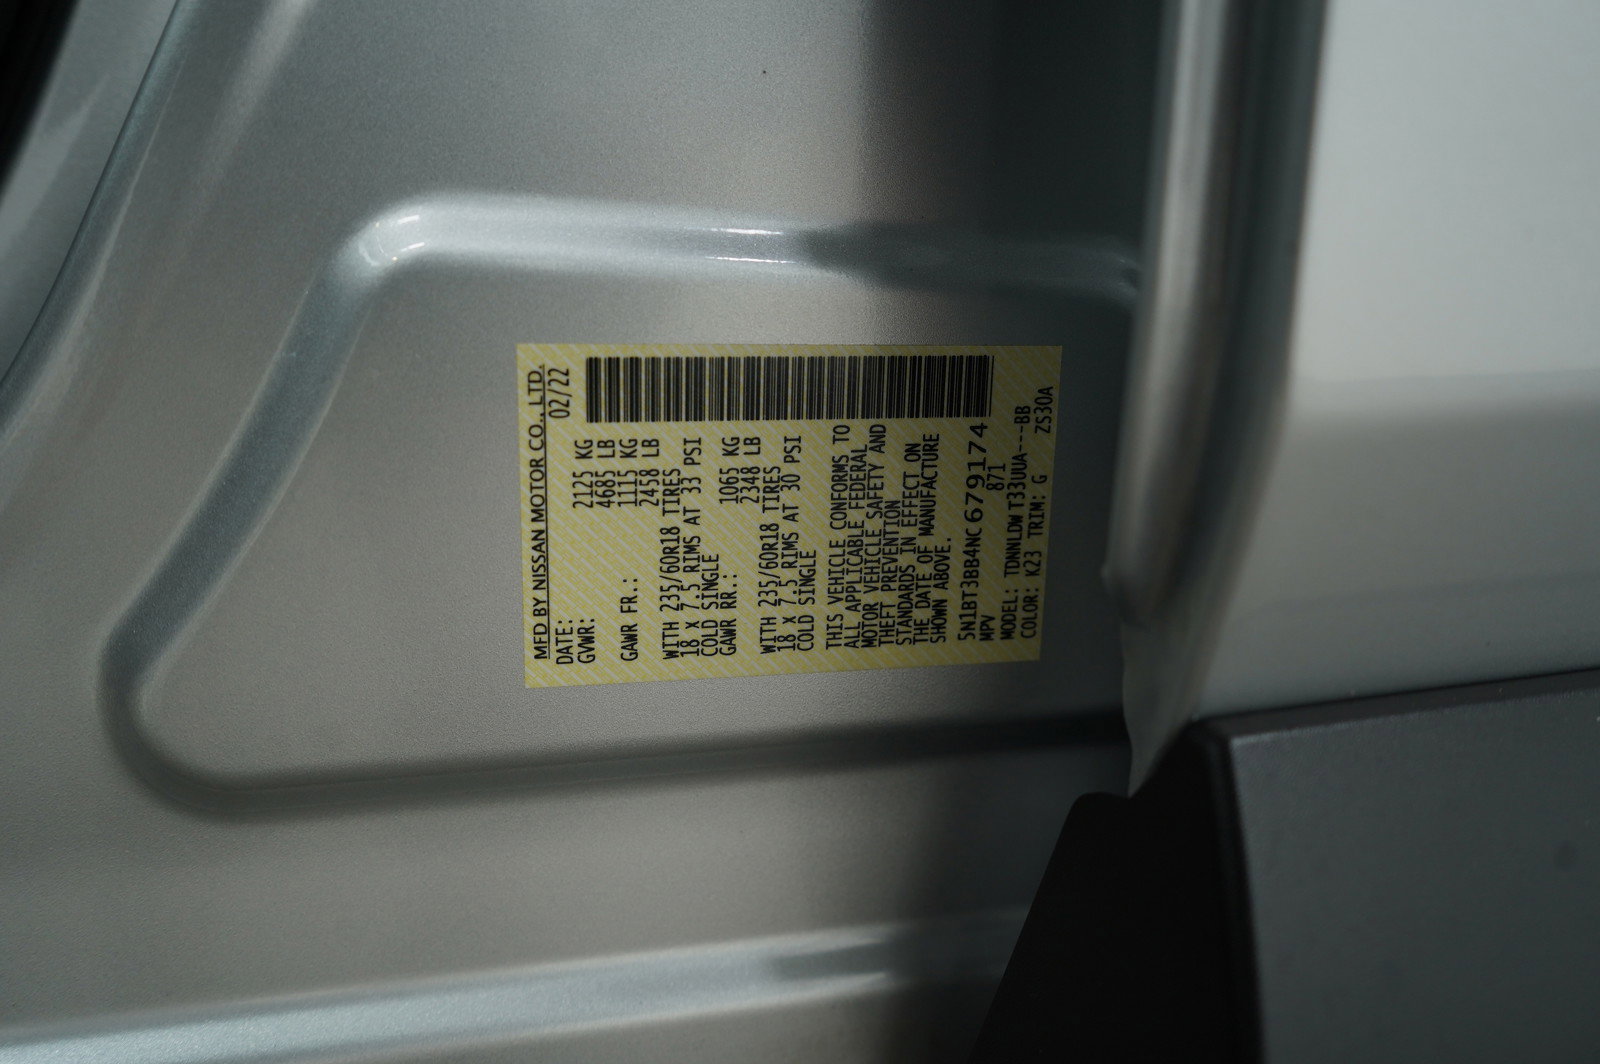 MFD BY NISSAN MOTOR CO., LTD.
DATE: 02/22
GVWR: 2125 KG
4685 LB
GAWR FR.: 1115 KG
2458 LB
WITH 235/60R18 TIRES
18 x 7.5 RIMS AT 33 PSI
COLD SINGLE
GAWR RR.: 1065 KG
2348 LB
WITH 235/60R18 TIRES
18 x 7.5 RIMS AT 30 PSI
COLD SINGLE
THIS VEHICLE CONFORMS TO
ALL APPLICABLE FEDERAL
MOTOR VEHICLE SAFETY AND
THEFT PREVENTION
STANDARDS IN EFFECT ON
THE DATE OF MANUFACTURE
SHOWN ABOVE.
5N1BT3BB4NC679174
MPV 871
MODEL: TDNNLDWT33UUA---BB
COLOR: K23 TRIM: G ZS30A